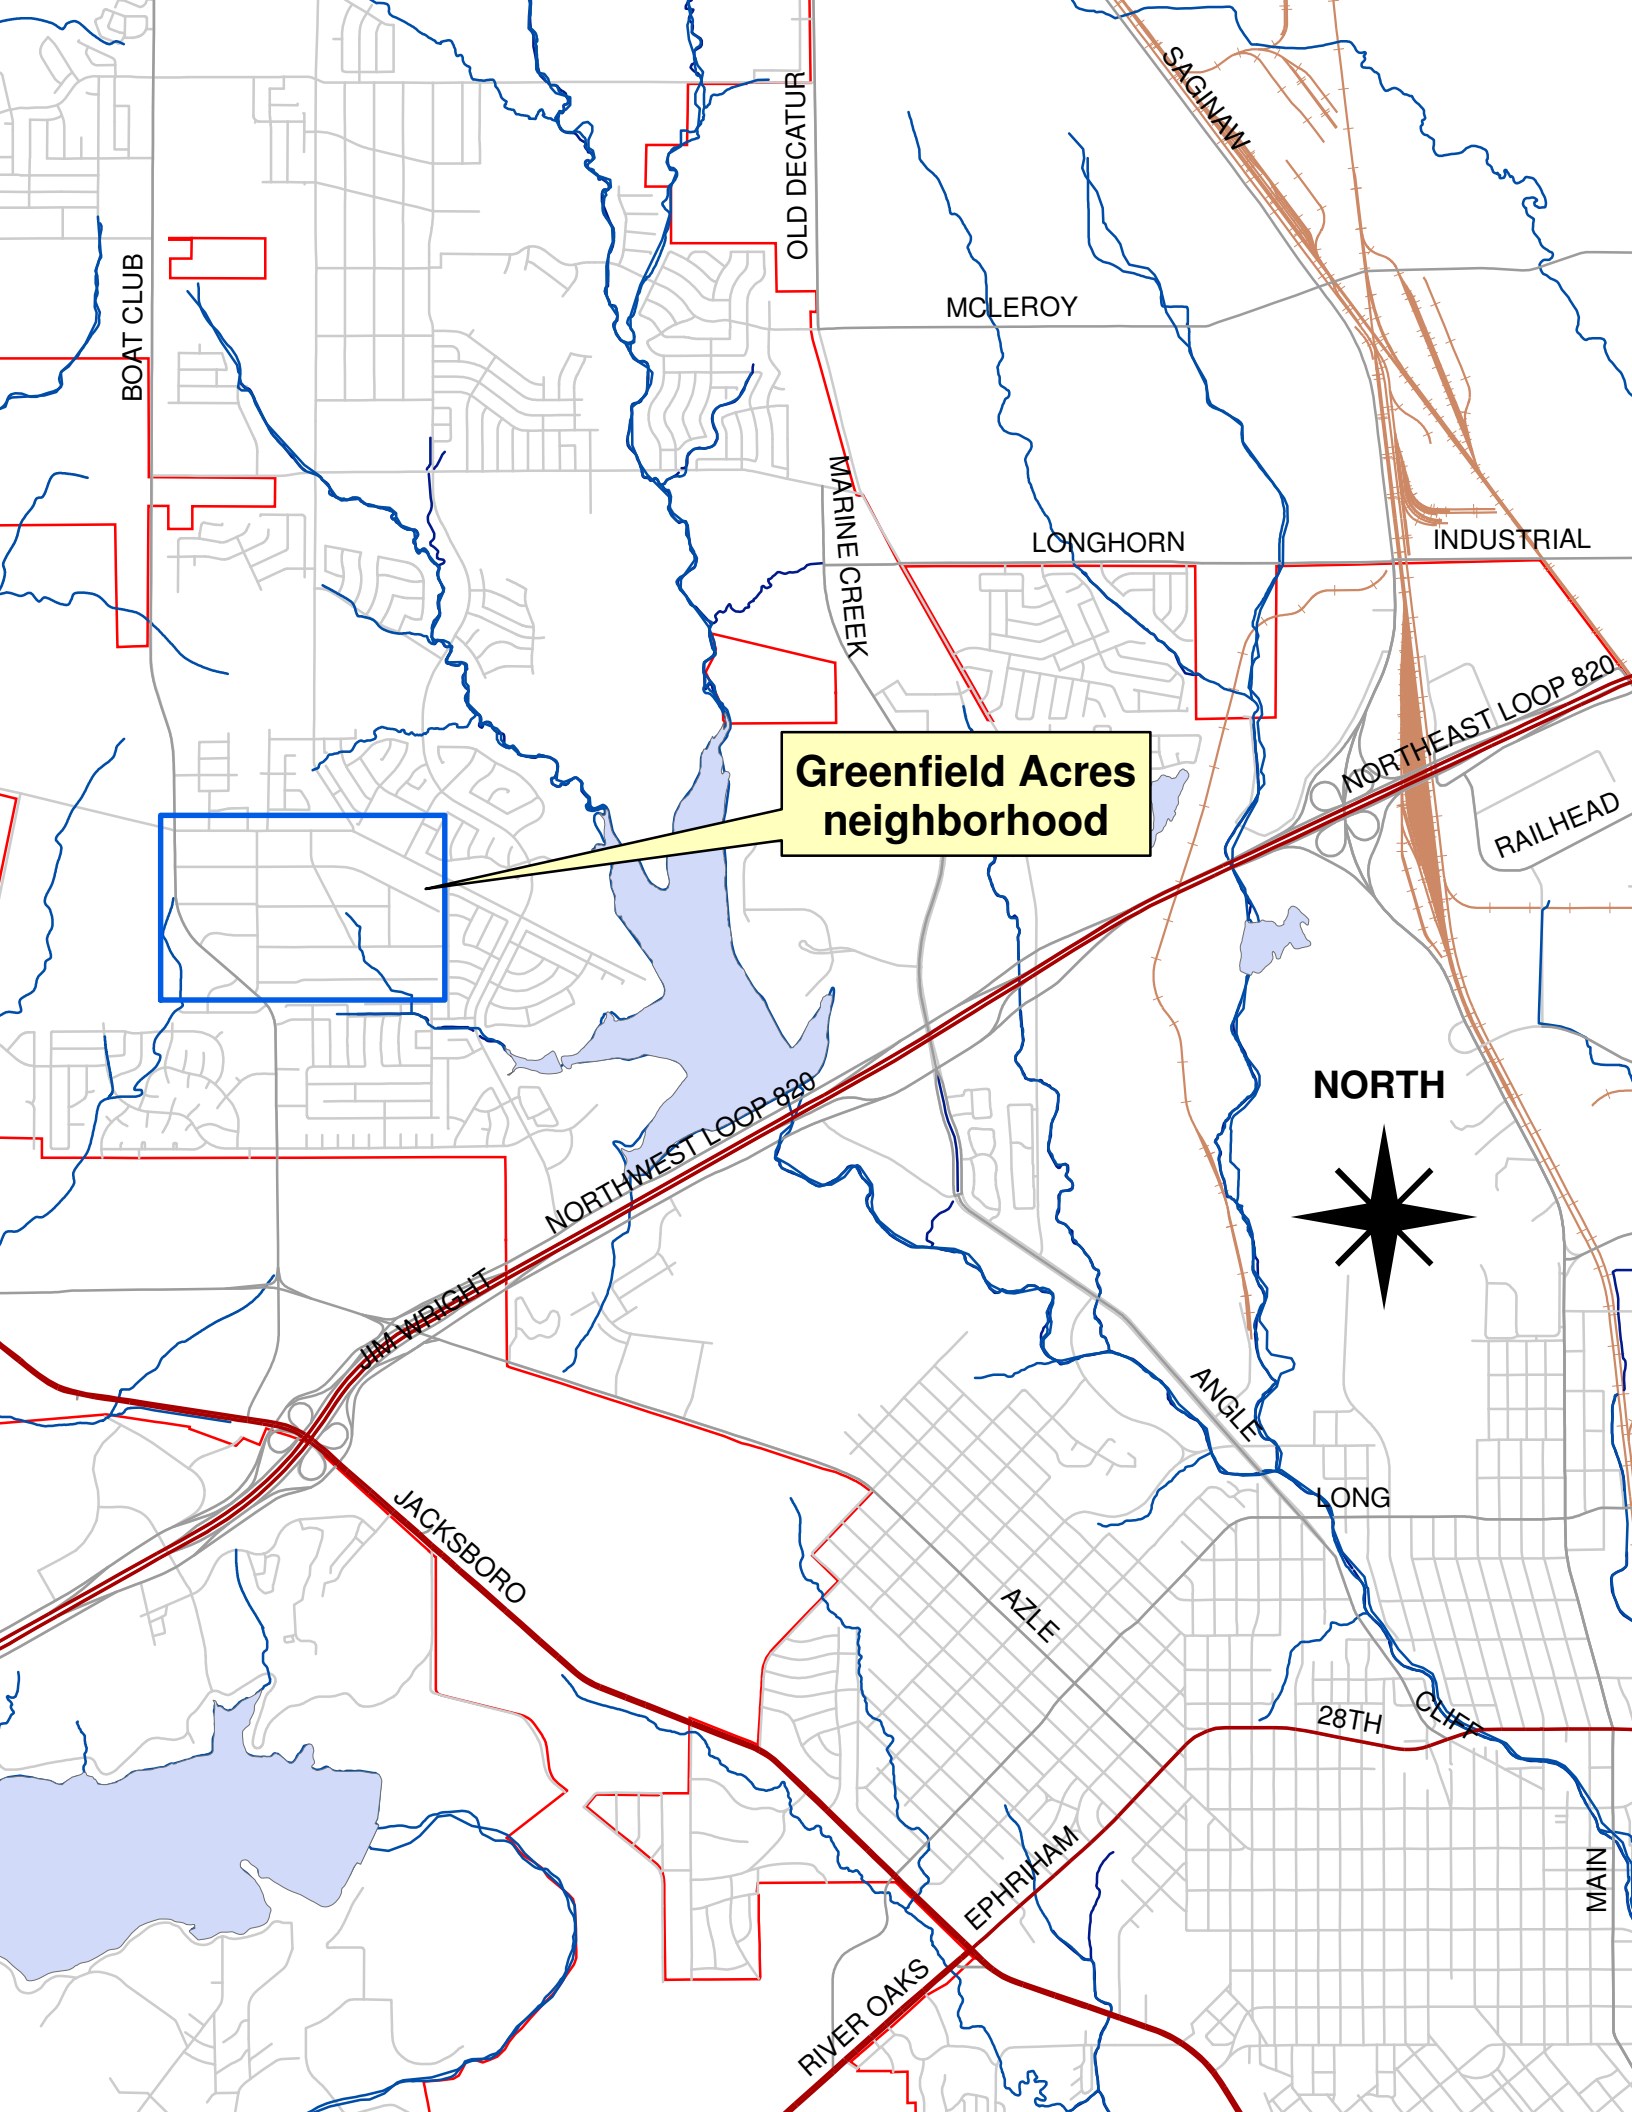 SAGINAW
OLD DECATUR
BOAT CLUB
MCLEROY
MARINE CREEK
LONGHORN
INDUSTRIAL
NORTHEAST LOOP 820
Greenfield Acres
neighborhood
RAILHEAD
NORTH
NORTHWEST LOOP 820
JIM WRIGHT
ANGLE
LONG
JACKSBORO
AZLE
28TH
CLIFF
EPHRIHAM
MAIN
RIVER OAKS